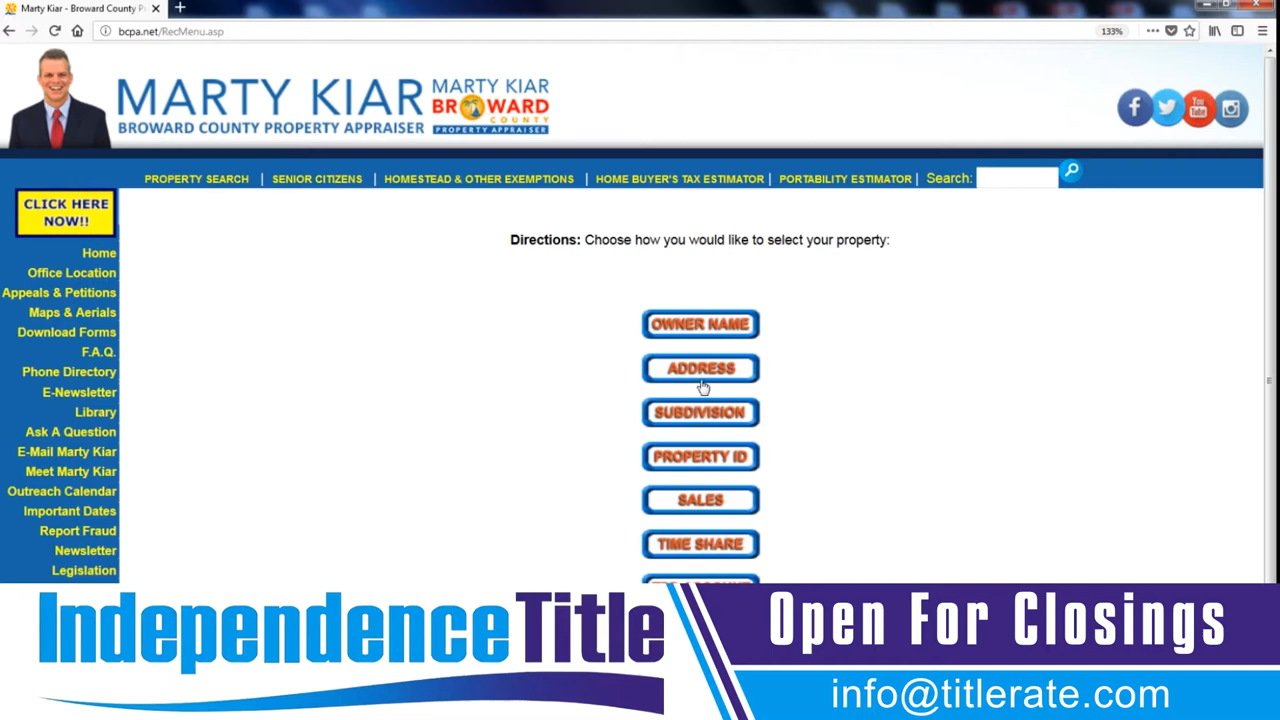 Marty Kiar - Broward County P
bcpa.net/RecMenu.asp
133%
MARTY KIAR
BROWARD COUNTY PROPERTY APPRAISER
MARTY KIAR
BROWARD
COUNTY
PROPERTY APPRAISER
PROPERTY SEARCH | SENIOR CITIZENS | HOMESTEAD & OTHER EXEMPTIONS | HOME BUYER'S TAX ESTIMATOR | PORTABILITY ESTIMATOR | Search:
CLICK HERE
NOW!!
Home
Office Location
Appeals & Petitions
Maps & Aerials
Download Forms
F.A.Q.
Phone Directory
E-Newsletter
Library
Ask A Question
E-Mail Marty Kiar
Meet Marty Kiar
Outreach Calendar
Important Dates
Report Fraud
Newsletter
Legislation
Directions: Choose how you would like to select your property:
OWNER NAME
ADDRESS
SUBDIVISION
PROPERTY ID
SALES
TIME SHARE
IndependenceTitle
Open For Closings
info@titlerate.com